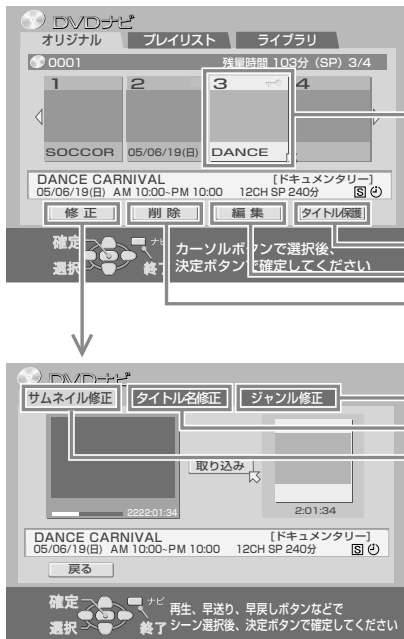 DVDナビ
オリジナル プレイリスト ライブラリ
0001 残量時間 103分 (SP) 3/4
1 2 3 4
SOCCOR 05/06/19(日) DANCE
DANCE CARNIVAL [ドキュメンタリー]
05/06/19(日) AM 10:00~PM 10:00 12CH SP 240分 S
修正 削除 編集 タイトル保護
確定 ナビ カーソルボタンで選択後、
選択 終了 決定ボタンで確定してください
DVDナビ
サムネイル修正 タイトル名修正 ジャンル修正
取り込み
2222:01:34 2:01:34
DANCE CARNIVAL [ドキュメンタリー]
05/06/19(日) AM 10:00~PM 10:00 12CH SP 240分 S
戻る
確定 ナビ 再生、早送り、早戻しボタンなどで
選択 終了 シーン選択後、決定ボタンで確定してください